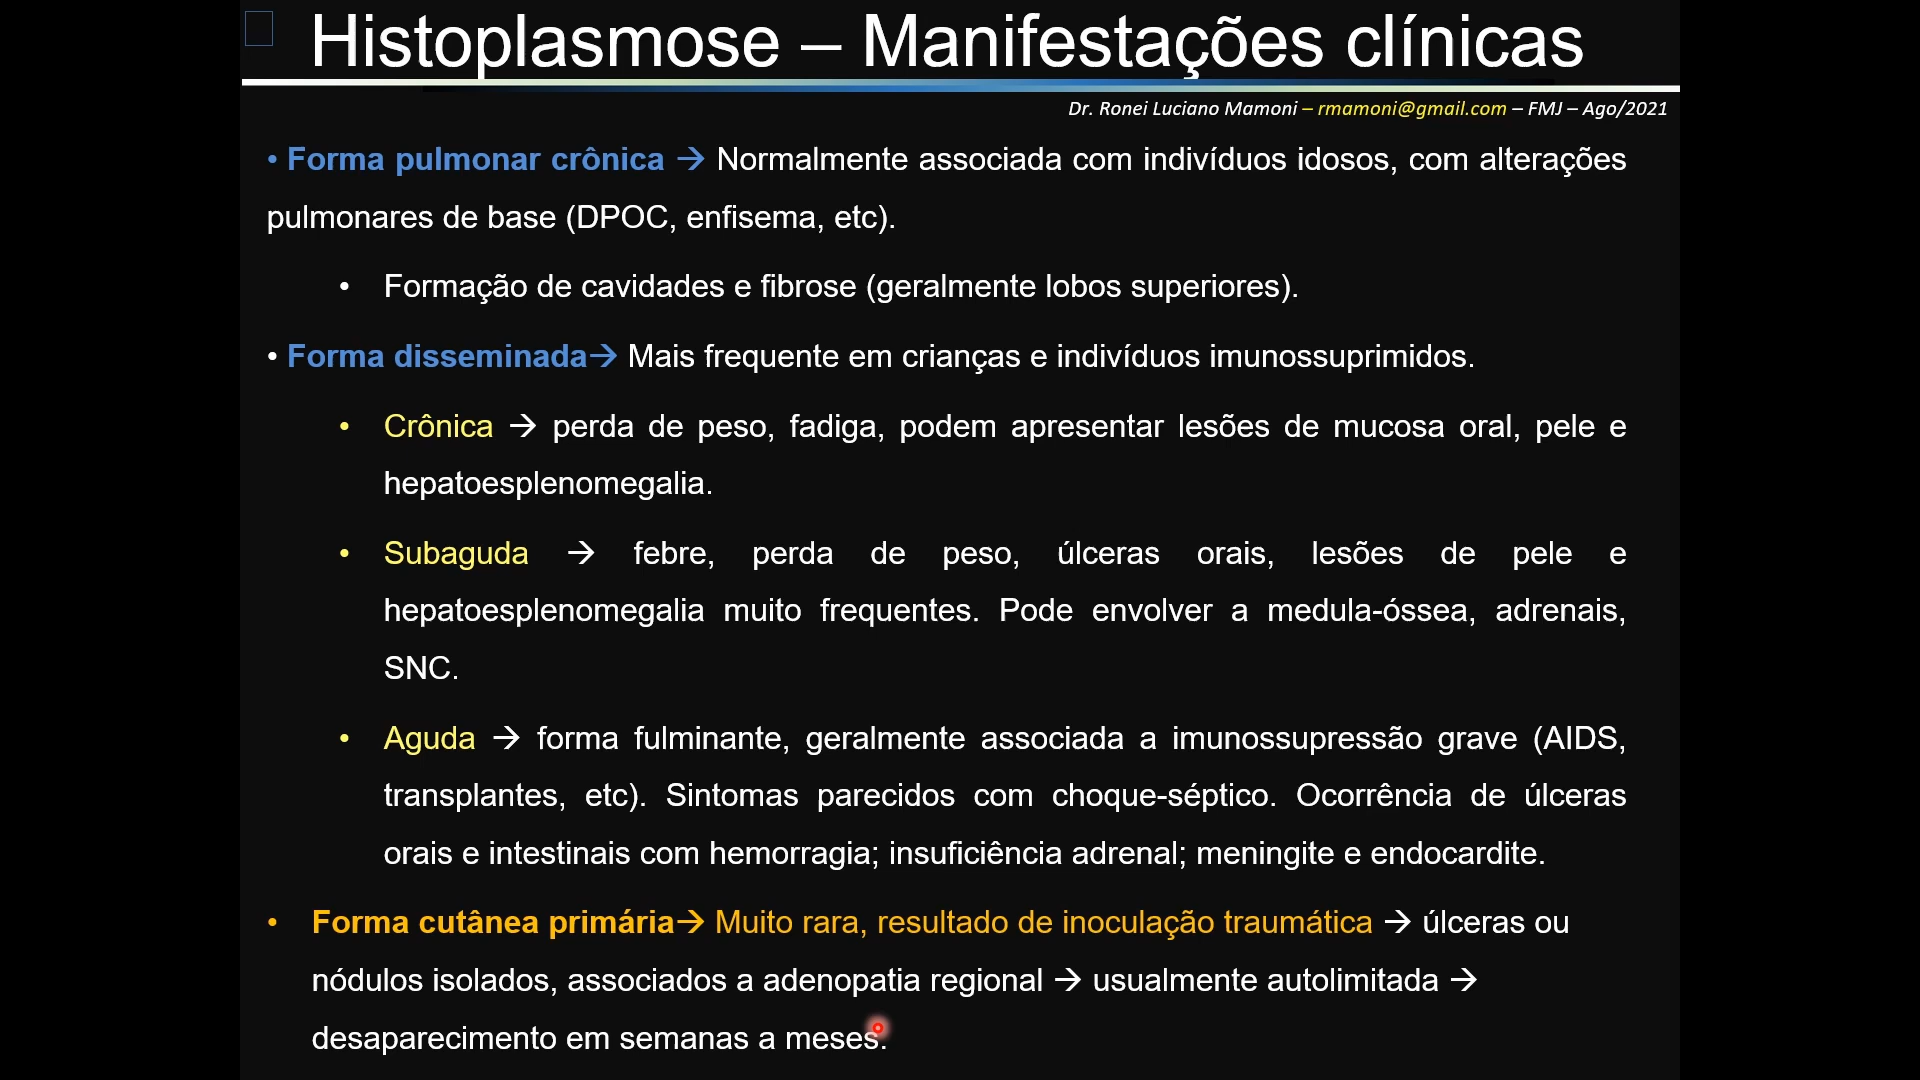 Histoplasmose – Manifestações clínicas
Dr. Ronei Luciano Mamoni – rmamoni@gmail.com – FMJ – Ago/2021
• Forma pulmonar crônica → Normalmente associada com indivíduos idosos, com alterações
pulmonares de base (DPOC, enfisema, etc).
• Formação de cavidades e fibrose (geralmente lobos superiores).
• Forma disseminada→ Mais frequente em crianças e indivíduos imunossuprimidos.
• Crônica → perda de peso, fadiga, podem apresentar lesões de mucosa oral, pele e
hepatoesplenomegalia.
• Subaguda → febre, perda de peso, úlceras orais, lesões de pele e
hepatoesplenomegalia muito frequentes. Pode envolver a medula-óssea, adrenais,
SNC.
• Aguda → forma fulminante, geralmente associada a imunossupressão grave (AIDS,
transplantes, etc). Sintomas parecidos com choque-séptico. Ocorrência de úlceras
orais e intestinais com hemorragia; insuficiência adrenal; meningite e endocardite.
• Forma cutânea primária→ Muito rara, resultado de inoculação traumática → úlceras ou
nódulos isolados, associados a adenopatia regional → usualmente autolimitada →
desaparecimento em semanas a meses.